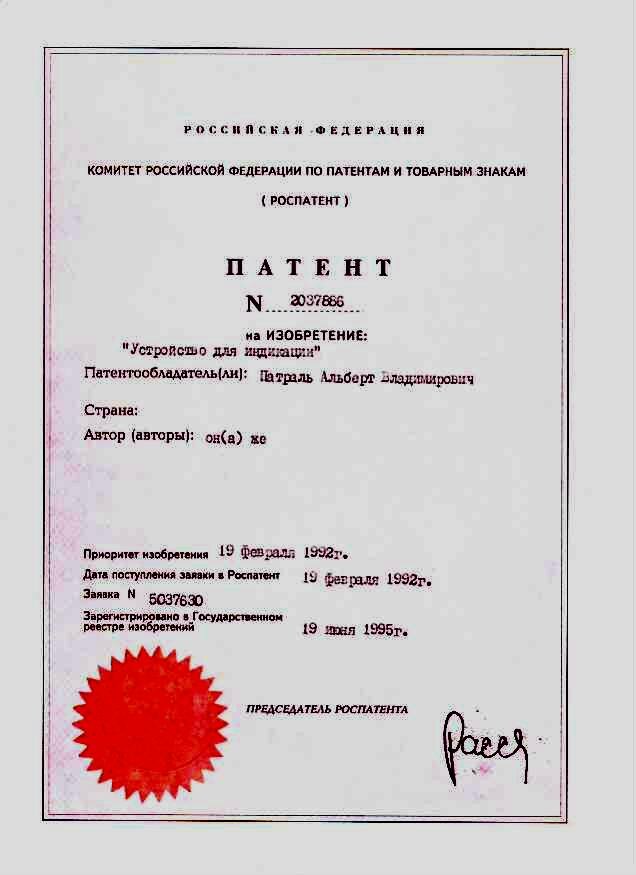 РОССИЙСКАЯ ФЕДЕРАЦИЯ
КОМИТЕТ РОССИЙСКОЙ ФЕДЕРАЦИИ ПО ПАТЕНТАМ И ТОВАРНЫМ ЗНАКАМ
( РОСПАТЕНТ )
ПАТЕНТ
N 2037886
на ИЗОБРЕТЕНИЕ:
"Устройство для индикации"
Патентообладатель(ли): Патраль Альберт Владимирович
Страна:
Автор (авторы): он(а) же
Приоритет изобретения 19 февраля 1992г.
Дата поступления заявки в Роспатент 19 февраля 1992г.
Заявка N 5037630
Зарегистрировано в Государственном
реестре изобретений 19 июня 1995г.
ПРЕДСЕДАТЕЛЬ РОСПАТЕНТА